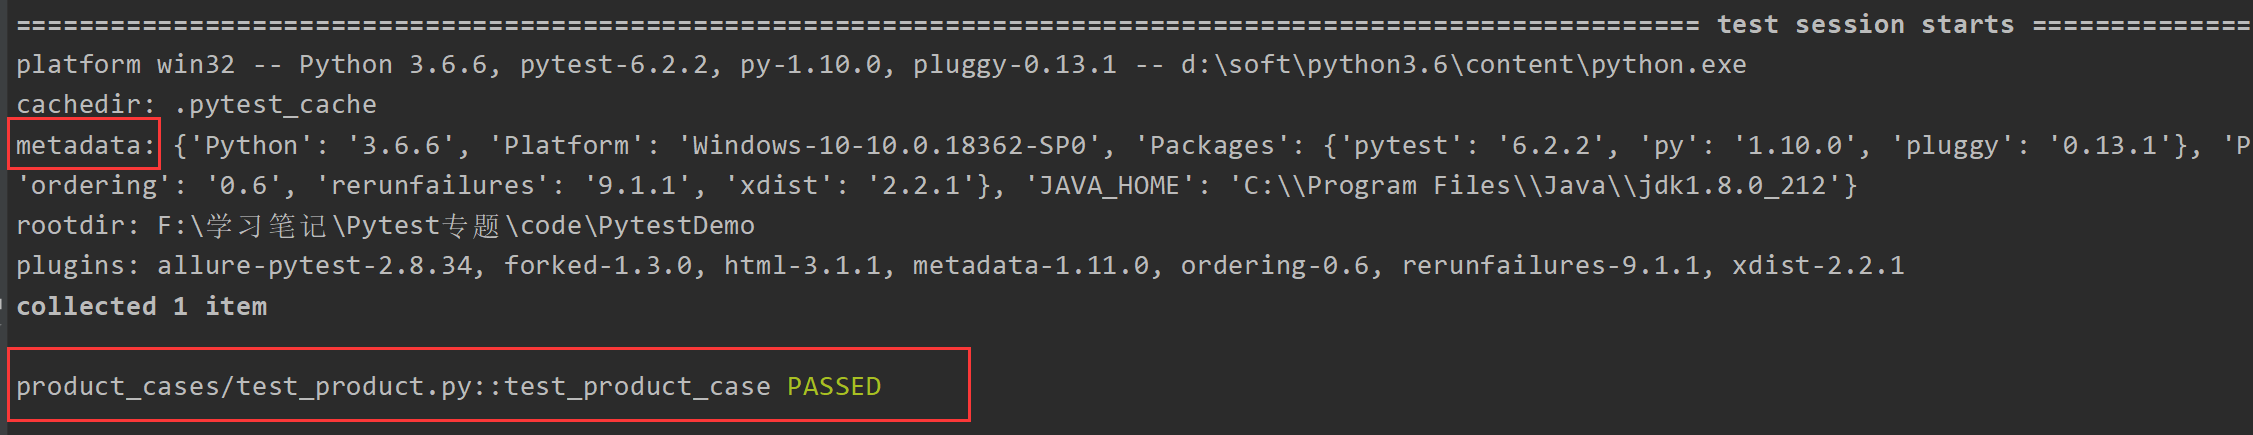 ============================================================================================================ test session starts ==============
platform win32 -- Python 3.6.6, pytest-6.2.2, py-1.10.0, pluggy-0.13.1 -- d:\soft\python3.6\content\python.exe
cachedir: .pytest_cache
metadata: {'Python': '3.6.6', 'Platform': 'Windows-10-10.0.18362-SP0', 'Packages': {'pytest': '6.2.2', 'py': '1.10.0', 'pluggy': '0.13.1'}, 'P
'ordering': '0.6', 'rerunfailures': '9.1.1', 'xdist': '2.2.1'}, 'JAVA_HOME': 'C:\\Program Files\\Java\\jdk1.8.0_212'}
rootdir: F:\学习笔记\Pytest专题\code\PytestDemo
plugins: allure-pytest-2.8.34, forked-1.3.0, html-3.1.1, metadata-1.11.0, ordering-0.6, rerunfailures-9.1.1, xdist-2.2.1
collected 1 item
product_cases/test_product.py::test_product_case PASSED